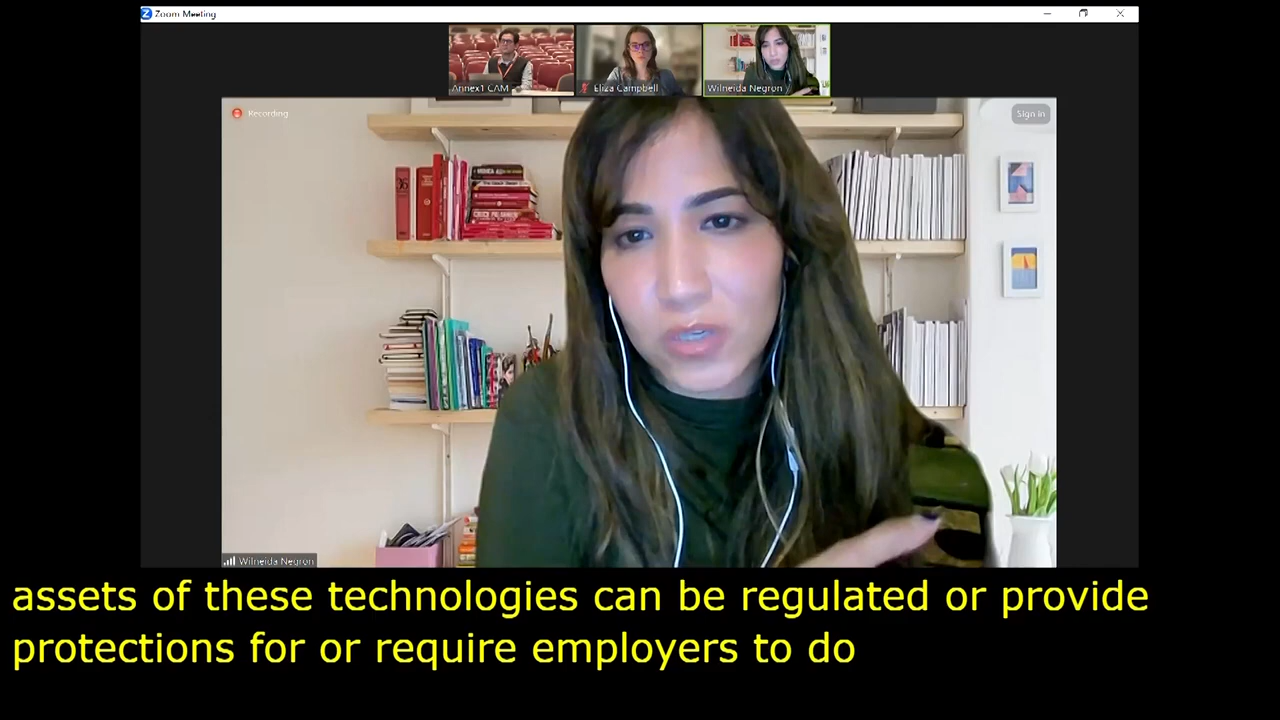 Zoom Meeting
Annex1 CAM
Eliza Campbell
Wilneida Negron
Recording
Sign in
Wilneida Negron
assets of these technologies can be regulated or provide
protections for or require employers to do